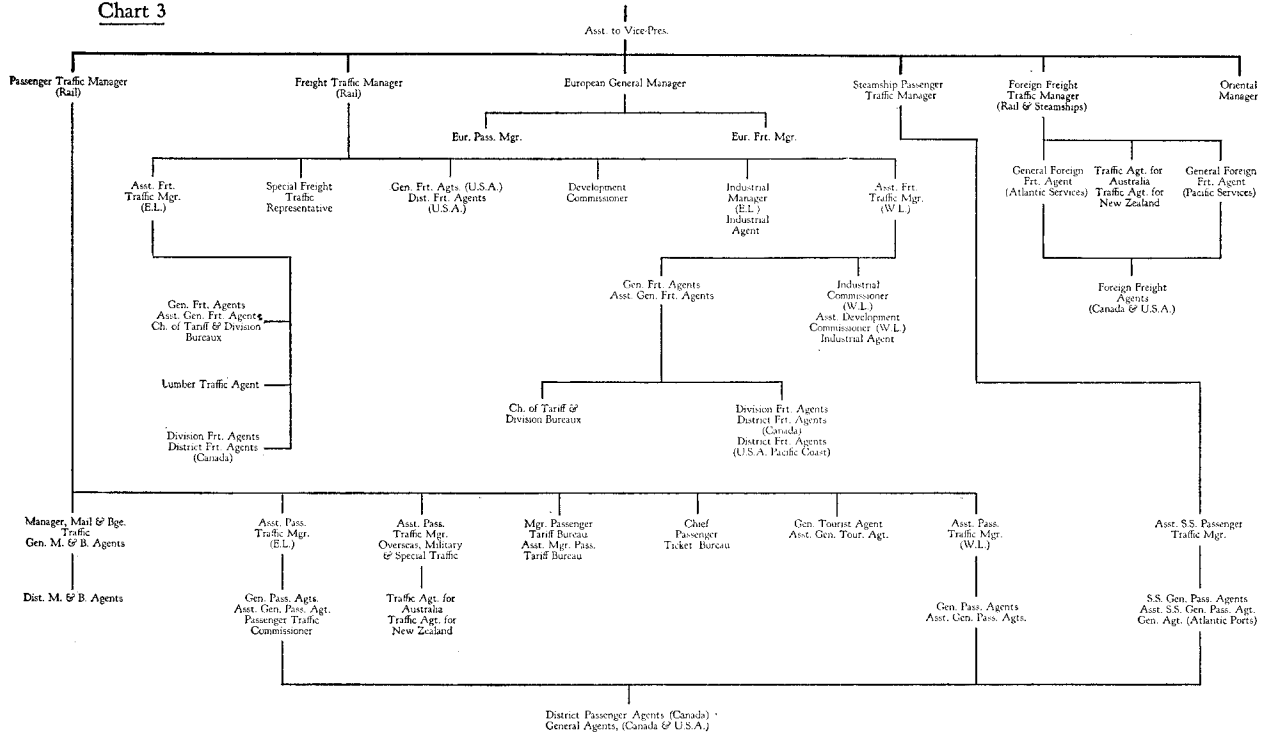 Chart 3
Asst. to Vice-Pres.
Passenger Traffic Manager
(Rail)
Freight Traffic Manager
(Rail)
European General Manager
Steamship Passenger
Traffic Manager
Foreign Freight
Traffic Manager
(Rail & Steamships)
Oriental
Manager
Eur. Pass. Mgr.
Eur. Frt. Mgr.
Asst. Frt.
Traffic Mgr.
(E.L.)
Special Freight
Traffic
Representative
Gen. Frt. Agts. (U.S.A.)
Dist. Frt. Agents
(U.S.A.)
Development
Commissioner
Industrial
Manager
(E.L.)
Industrial
Agent
Asst. Frt.
Traffic Mgr.
(W.L.)
General Foreign
Frt. Agent
(Atlantic Services)
Traffic Agt. for
Australia
Traffic Agt. for
New Zealand
General Foreign
Frt. Agent
(Pacific Services)
Gen. Frt. Agents
Asst. Gen. Frt. Agents
Ch. of Tariff & Division
Bureaux
Lumber Traffic Agent
Division Frt. Agents
District Frt. Agents
(Canada)
Gen. Frt. Agents
Asst. Gen. Frt. Agents
Industrial
Commissioner
(W.L.)
Asst. Development
Commissioner (W.L.)
Industrial Agent
Foreign Freight
Agents
(Canada & U.S.A.)
Ch. of Tariff &
Division Bureaux
Division Frt. Agents
District Frt. Agents
(Canada)
District Frt. Agents
(U.S.A. Pacific Coast)
Manager, Mail & Bge.
Traffic
Gen. M. & B. Agents
Asst. Pass.
Traffic Mgr.
(E.L.)
Asst. Pass.
Traffic Mgr.
Overseas, Military
& Special Traffic
Mgr. Passenger
Tariff Bureau
Asst. Mgr. Pass.
Tariff Bureau
Chief
Passenger
Ticket Bureau
Gen. Tourist Agent
Asst. Gen. Tour. Agt.
Asst. Pass.
Traffic Mgr.
(W.L.)
Asst. S.S. Passenger
Traffic Mgr.
Dist. M. & B. Agents
Gen. Pass. Agts.
Asst. Gen. Pass. Agt.
Passenger Traffic
Commissioner
Traffic Agt. for
Australia
Traffic Agt. for
New Zealand
Gen. Pass. Agents
Asst. Gen. Pass. Agts.
S.S. Gen. Pass. Agents
Asst. S.S. Gen. Pass. Agt.
Gen. Agt. (Atlantic Ports)
District Passenger Agents (Canada)
General Agents, (Canada & U.S.A.)